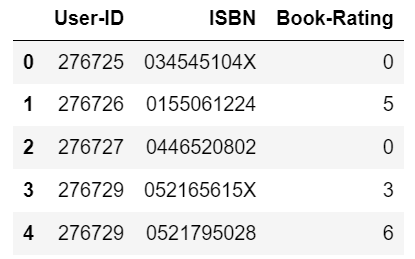 User-ID ISBN Book-Rating
0 276725 034545104X 0
1 276726 0155061224 5
2 276727 0446520802 0
3 276729 052165615X 3
4 276729 0521795028 6